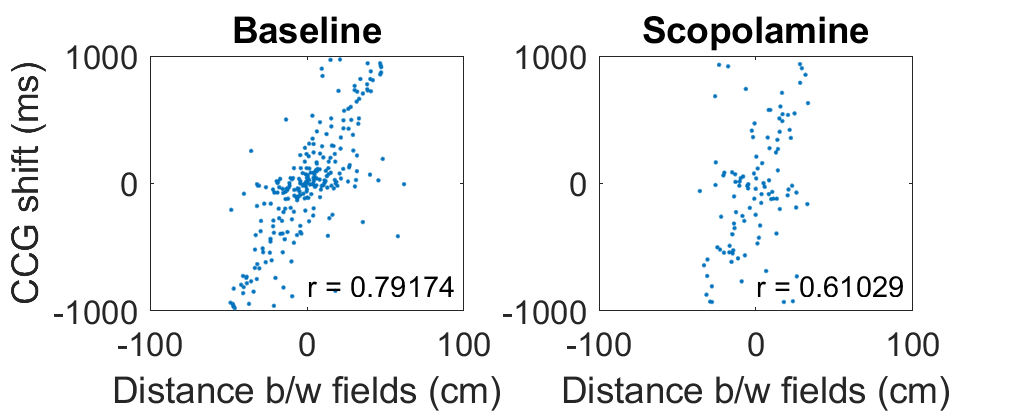 Baseline
Scopolamine
CCG shift (ms)
1000
0
-1000
r = 0.79174
-100
0
100
Distance b/w fields (cm)
1000
0
-1000
r = 0.61029
-100
0
100
Distance b/w fields (cm)